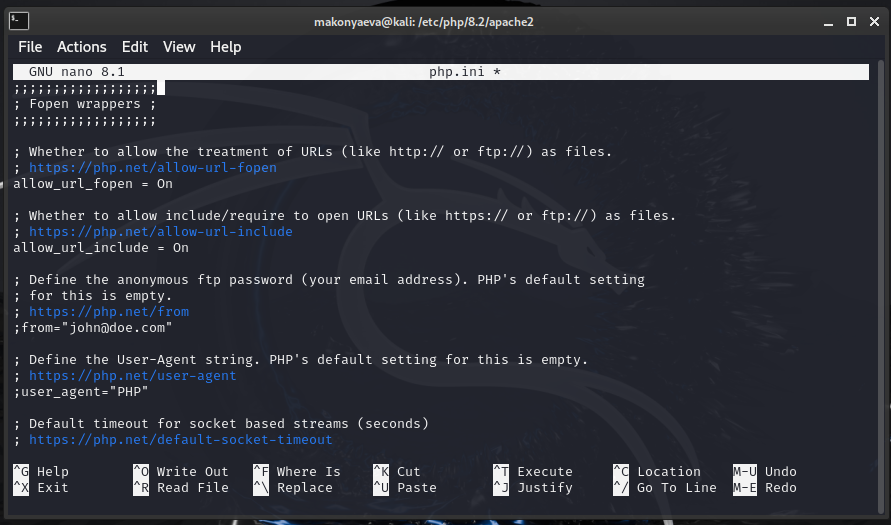 makonyaeva@kali: /etc/php/8.2/apache2
File Actions Edit View Help
GNU nano 8.1 php.ini *
;;;;;;;;;;;;;;;;;;
; Fopen wrappers ;
;;;;;;;;;;;;;;;;;;
; Whether to allow the treatment of URLs (like http:// or ftp://) as files.
; https://php.net/allow-url-fopen
allow_url_fopen = On
; Whether to allow include/require to open URLs (like https:// or ftp://) as files.
; https://php.net/allow-url-include
allow_url_include = On
; Define the anonymous ftp password (your email address). PHP's default setting
; for this is empty.
; https://php.net/from
;from="john@doe.com"
; Define the User-Agent string. PHP's default setting for this is empty.
; https://php.net/user-agent
;user_agent="PHP"
; Default timeout for socket based streams (seconds)
; https://php.net/default-socket-timeout
^G Help ^O Write Out ^F Where Is ^K Cut ^T Execute ^C Location M-U Undo
^X Exit ^R Read File ^\ Replace ^U Paste ^J Justify ^/ Go To Line M-E Redo